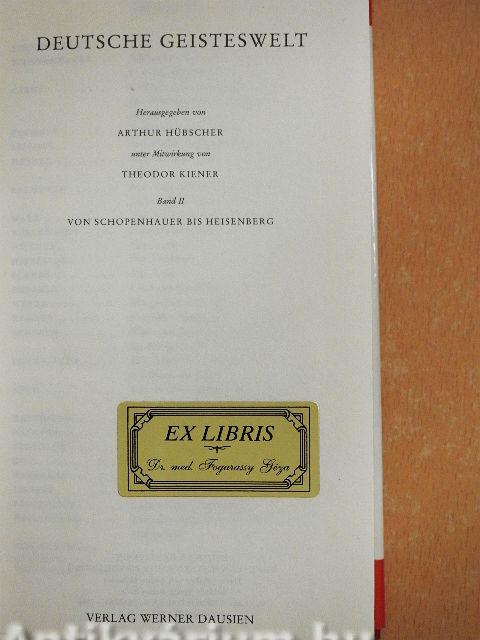 DEUTSCHE GEISTESWELT
Herausgegeben von
ARTHUR HÜBSCHER
unter Mitwirkung von
THEODOR KIENER
Band II
VON SCHOPENHAUER BIS HEISENBERG
EX LIBRIS
Dr. med. Fogarassy Géza
VERLAG WERNER DAUSIEN